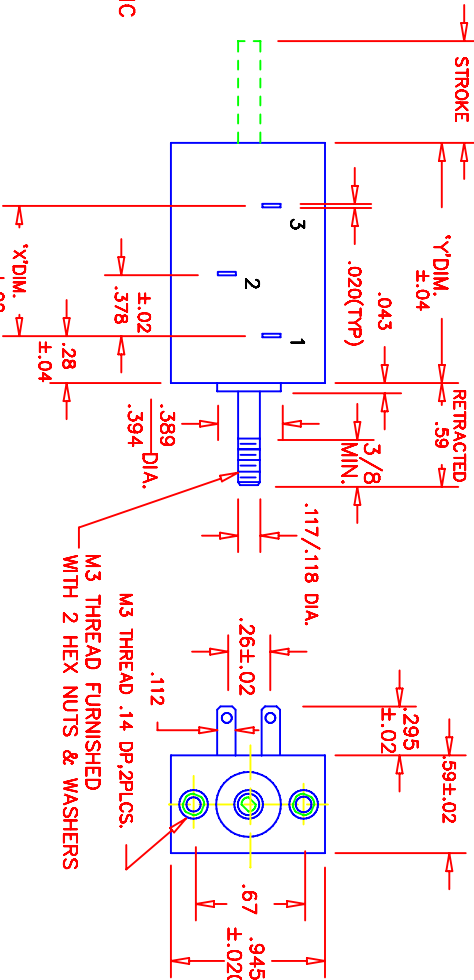 STROKE
'Y'DIM.
±.04
RETRACTED
.59
.043
.020(TYP)
3
2
1
3/8
MIN.
±.02
.378
'X'DIM.
.28
±.04
.389
.394
DIA.
.117/.118 DIA.
M3 THREAD FURNISHED
WITH 2 HEX NUTS & WASHERS
.295
±.02
.59±.02
.26±.02
.112
M3 THREAD .14 DP,2PLCS.
.67
.945
±.020